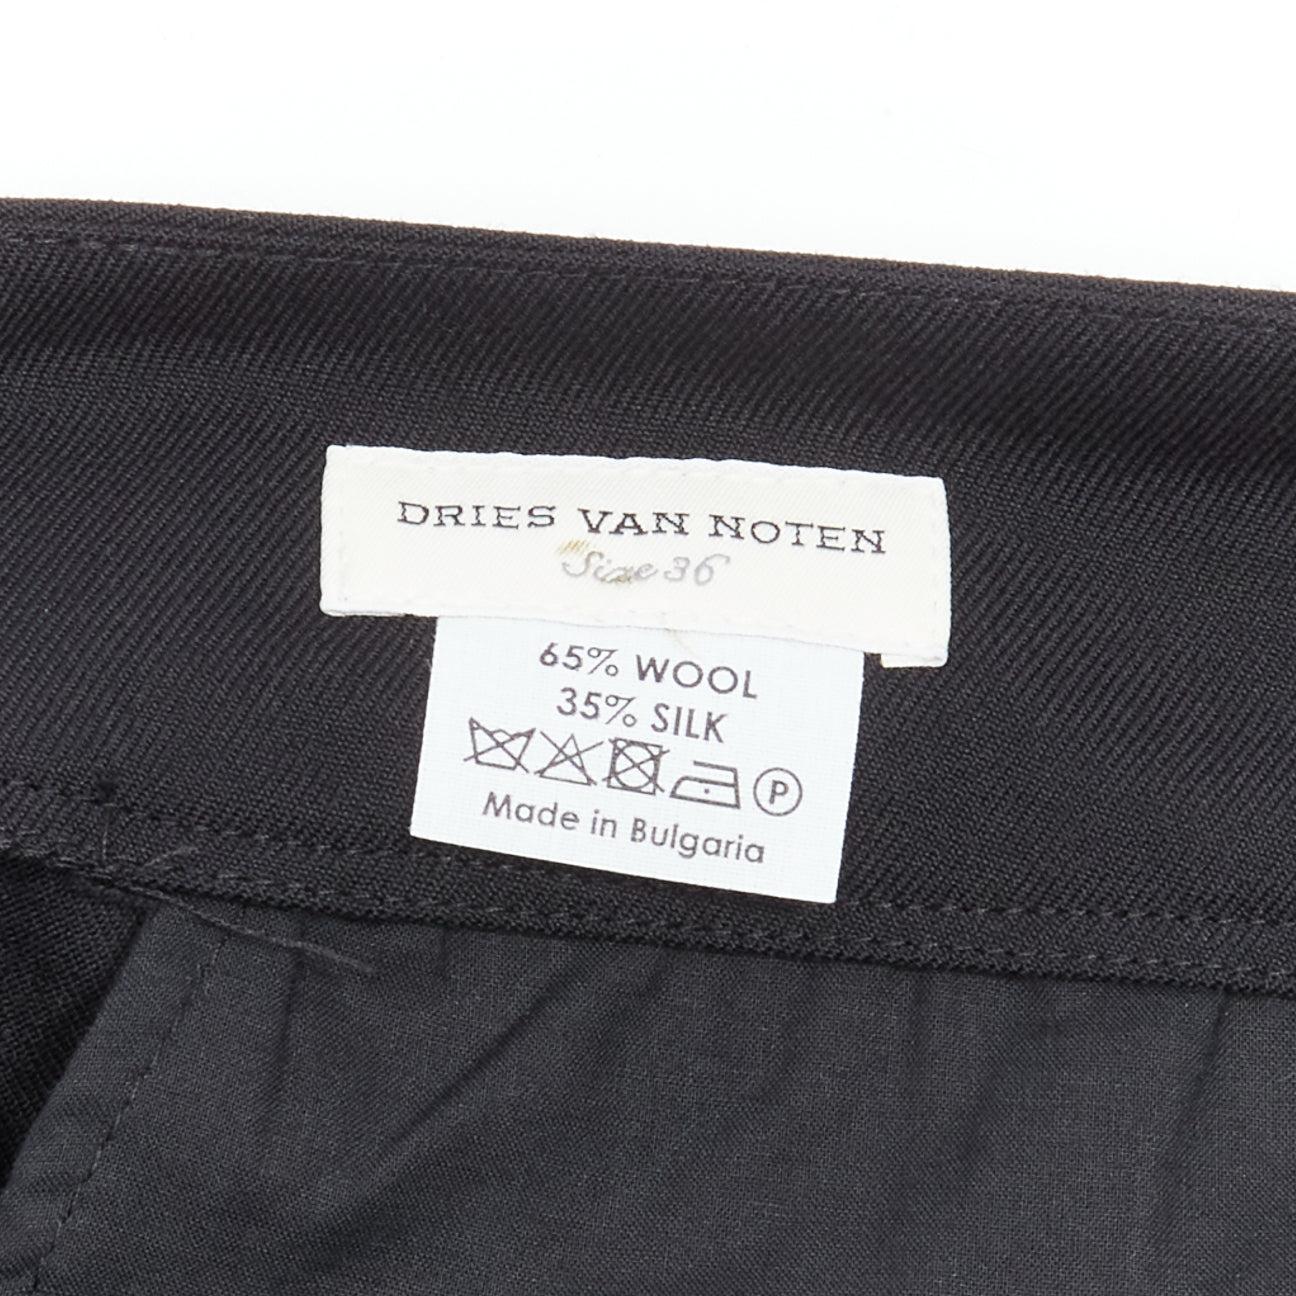 DRIES VAN NOTEN
Size 36
65% WOOL
35% SILK
P
Made in Bulgaria